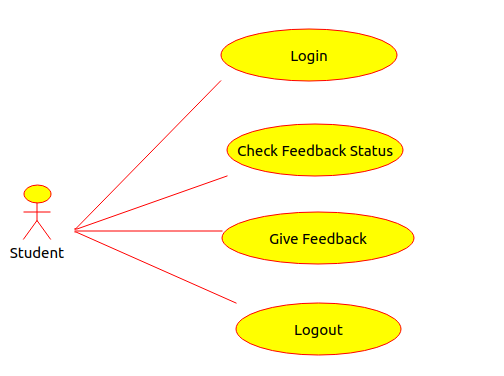 Login
Check Feedback Status
Give Feedback
Student
Logout